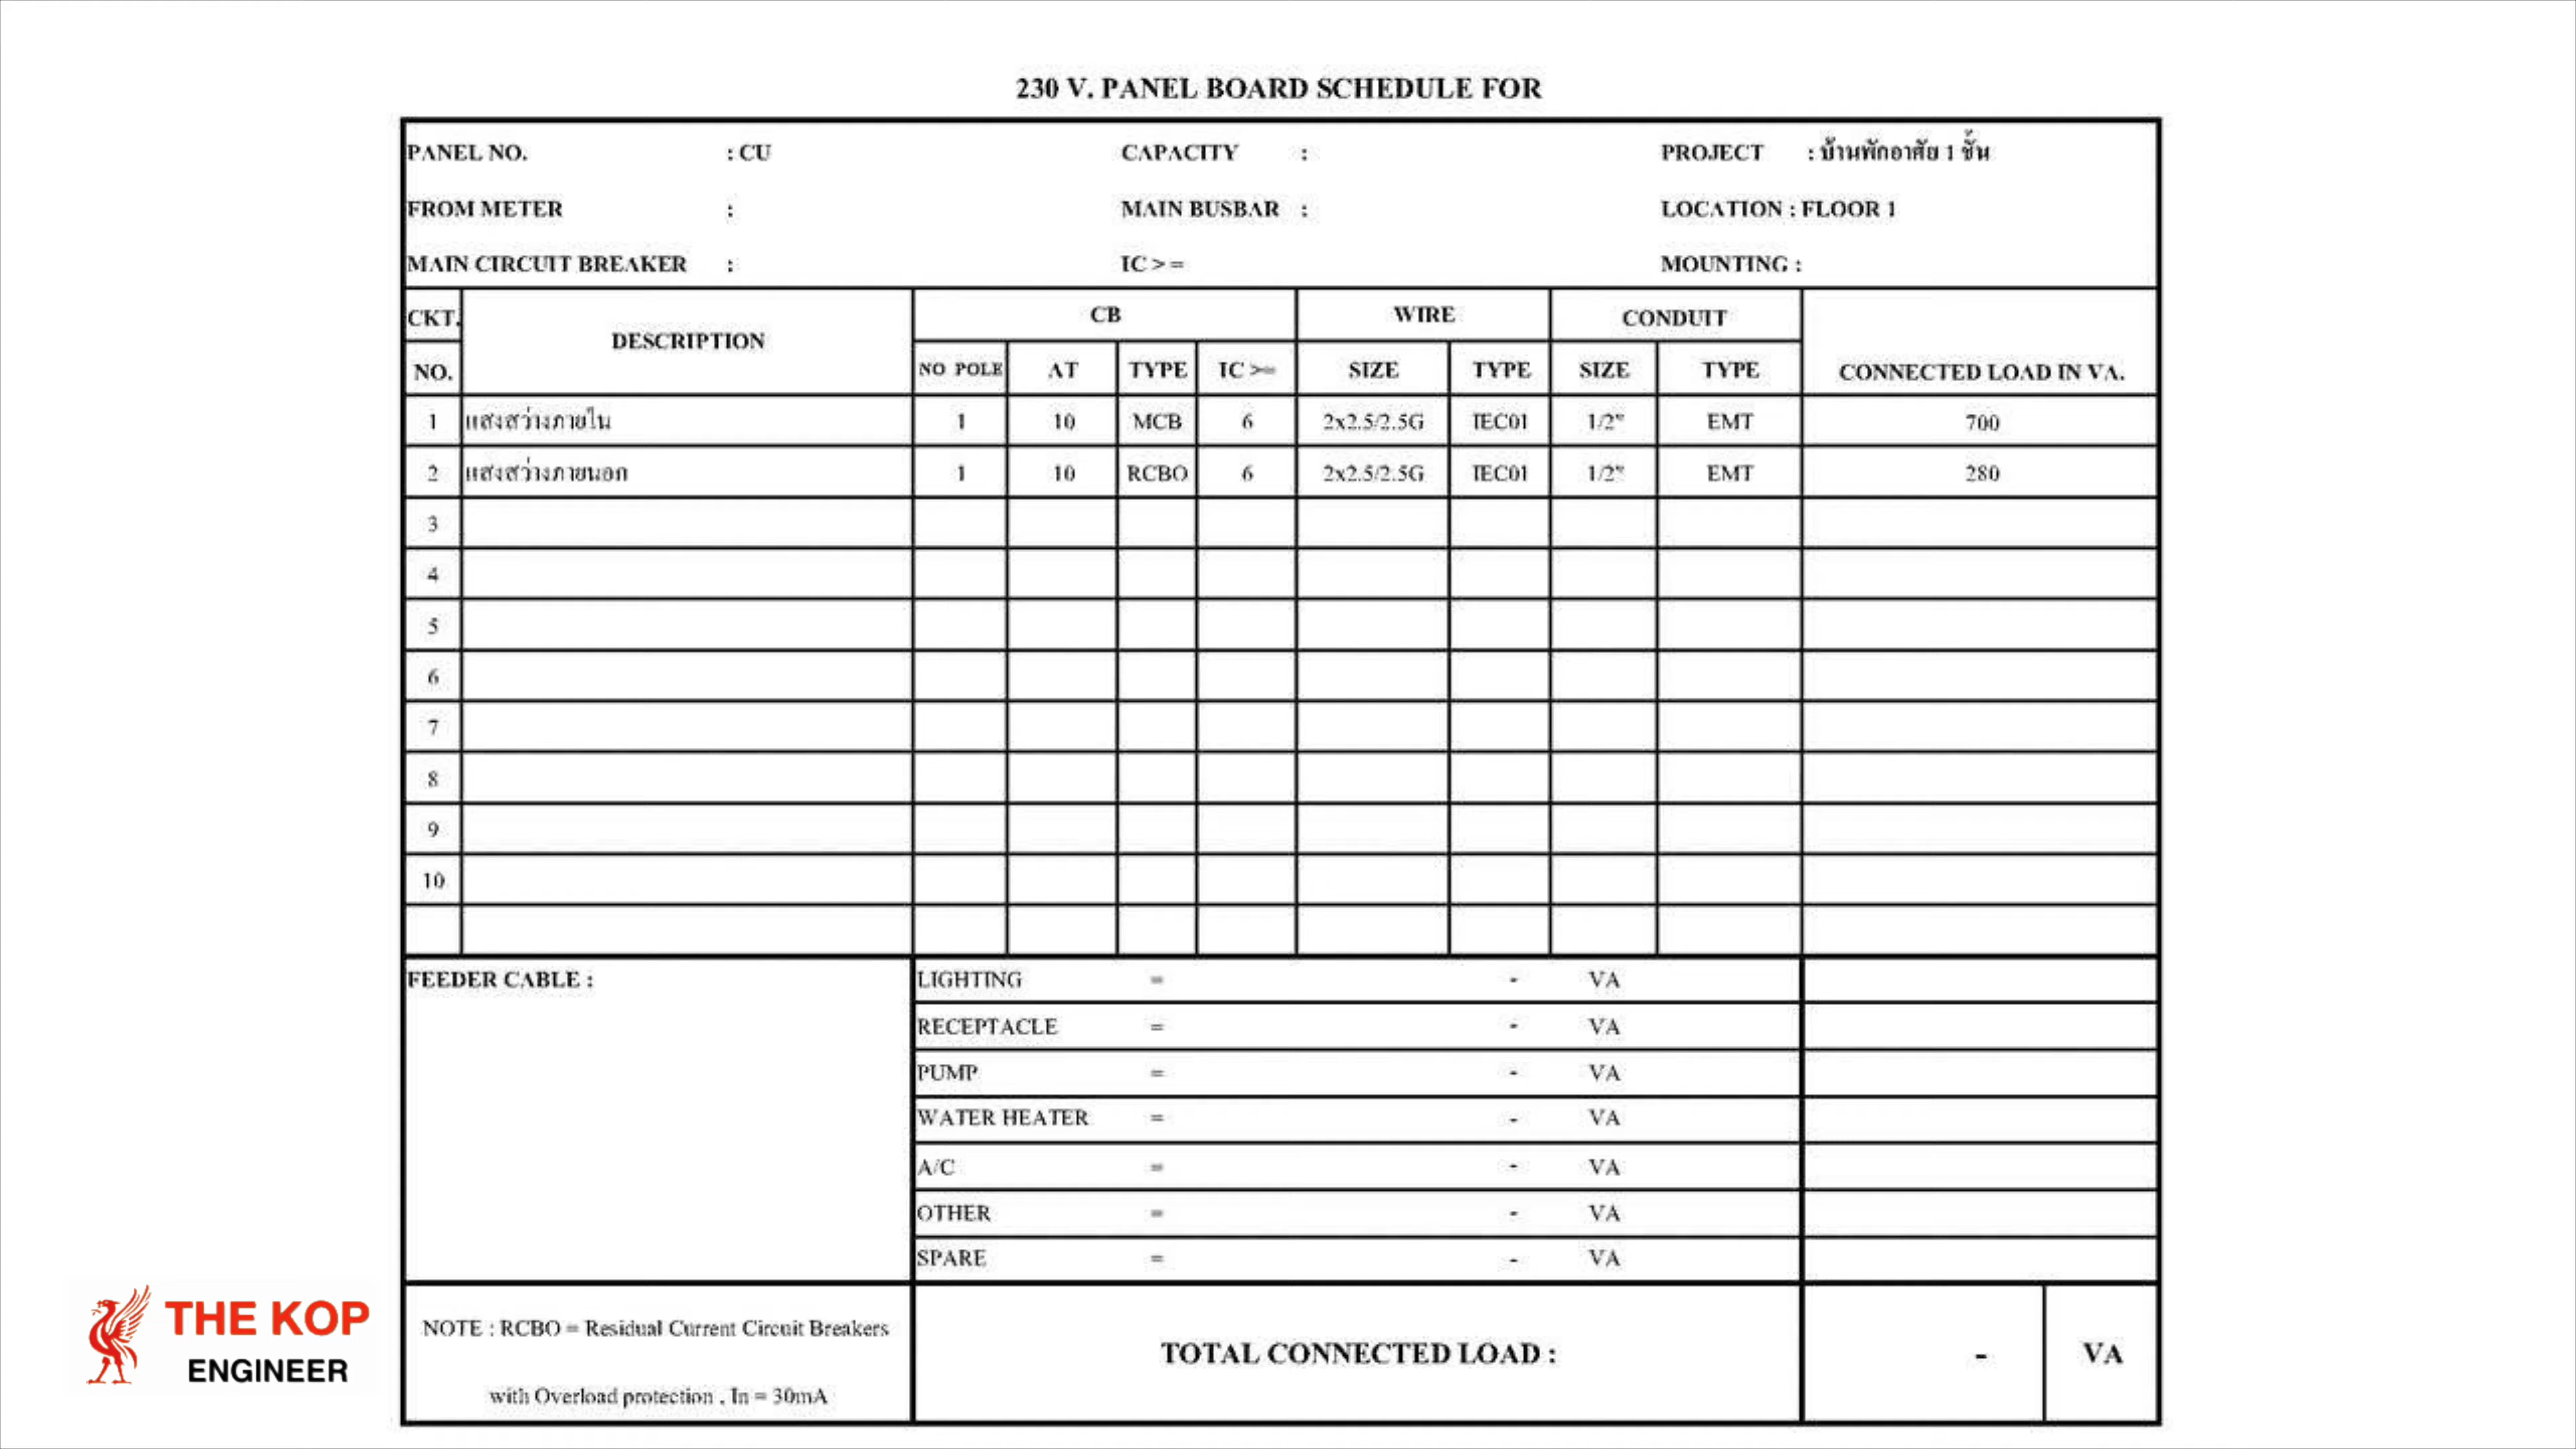 230 V. PANEL BOARD SCHEDULE FOR
PANEL NO. : CU CAPACITY : PROJECT : บ้านพักอาศัย 1 ชั้น
FROM METER : MAIN BUSBAR : LOCATION : FLOOR 1
MAIN CIRCUIT BREAKER : IC > = MOUNTING :
CKT. NO. DESCRIPTION CB WIRE CONDUIT CONNECTED LOAD IN VA.
NO POLE AT TYPE IC >= SIZE TYPE SIZE TYPE
1 แสงสว่างภายใน 1 10 MCB 6 2x2.5/2.5G IEC01 1/2" EMT 700
2 แสงสว่างภายนอก 1 10 RCBO 6 2x2.5/2.5G IEC01 1/2" EMT 280
3
4
5
6
7
8
9
10
FEEDER CABLE :
LIGHTING = - VA
RECEPTACLE = - VA
PUMP = - VA
WATER HEATER = - VA
A/C = - VA
OTHER = - VA
SPARE = - VA
NOTE : RCBO = Residual Current Circuit Breakers
with Overload protection , In = 30mA
TOTAL CONNECTED LOAD : - VA
THE KOP
ENGINEER